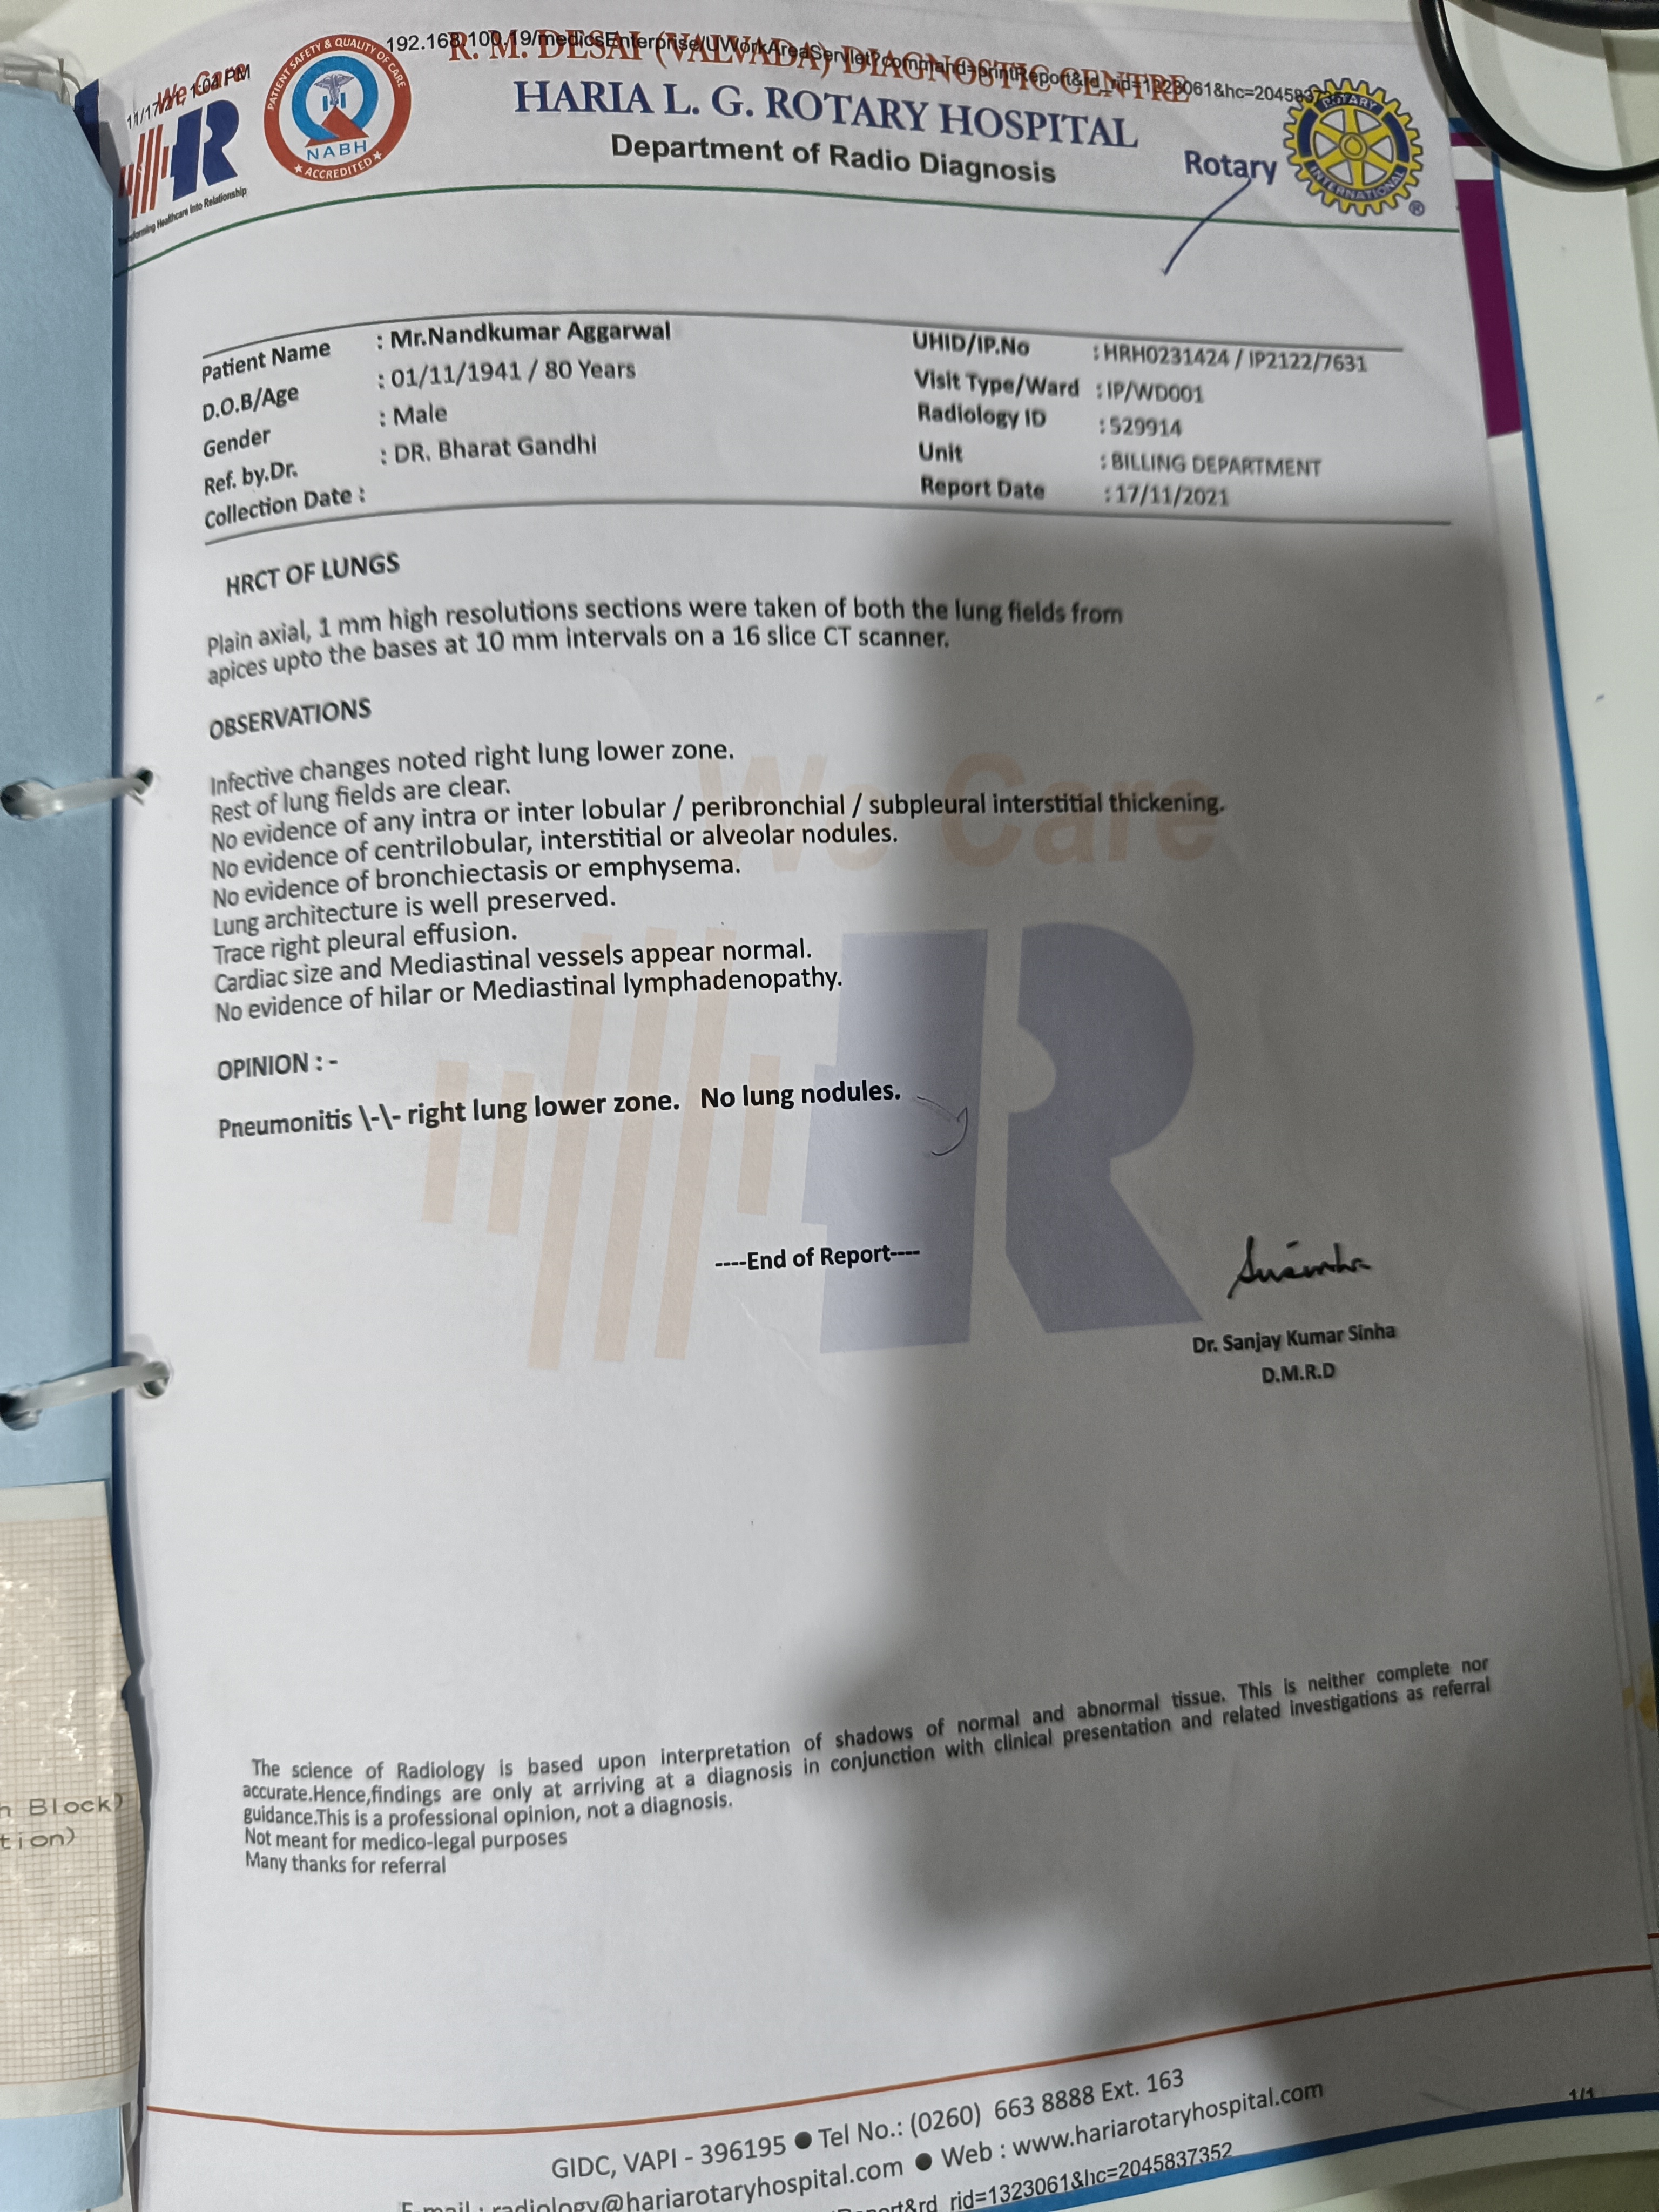 11/17/21, 1:04 PM
192.168.100.19/medicsEnterprise/UWorkAreaServlet?command=printReport&rd_rid=1323061&hc=2045837352
We Care
R. M. DESAI (VALVADA) DIAGNOSTIC CENTRE
HARIA L. G. ROTARY HOSPITAL
Department of Radio Diagnosis
Transforming Healthcare Into Relationship
PATIENT SAFETY & QUALITY OF CARE
NABH
ACCREDITED
Rotary
ROTARY
INTERNATIONAL
®
Patient Name : Mr.Nandkumar Aggarwal
D.O.B/Age : 01/11/1941 / 80 Years
Gender : Male
Ref. by.Dr. : DR. Bharat Gandhi
Collection Date :
UHID/IP.No : HRH0231424 / IP2122/7631
Visit Type/Ward : IP/WD001
Radiology ID : 529914
Unit : BILLING DEPARTMENT
Report Date : 17/11/2021
HRCT OF LUNGS
Plain axial, 1 mm high resolutions sections were taken of both the lung fields from
apices upto the bases at 10 mm intervals on a 16 slice CT scanner.
OBSERVATIONS
Infective changes noted right lung lower zone.
Rest of lung fields are clear.
No evidence of any intra or inter lobular / peribronchial / subpleural interstitial thickening.
No evidence of centrilobular, interstitial or alveolar nodules.
No evidence of bronchiectasis or emphysema.
Lung architecture is well preserved.
Trace right pleural effusion.
Cardiac size and Mediastinal vessels appear normal.
No evidence of hilar or Mediastinal lymphadenopathy.
We Care
OPINION : -
Pneumonitis \-\- right lung lower zone. No lung nodules.
----End of Report----
Dr. Sanjay Kumar Sinha
D.M.R.D
The science of Radiology is based upon interpretation of shadows of normal and abnormal tissue. This is neither complete nor
accurate.Hence,findings are only at arriving at a diagnosis in conjunction with clinical presentation and related investigations as referral
guidance.This is a professional opinion, not a diagnosis.
Not meant for medico-legal purposes
Many thanks for referral
n Block)
tion)
GIDC, VAPI - 396195 ● Tel No.: (0260) 663 8888 Ext. 163
E-mail : radiology@hariarotaryhospital.com ● Web : www.hariarotaryhospital.com
1/1
rid=1323061&hc=2045837352